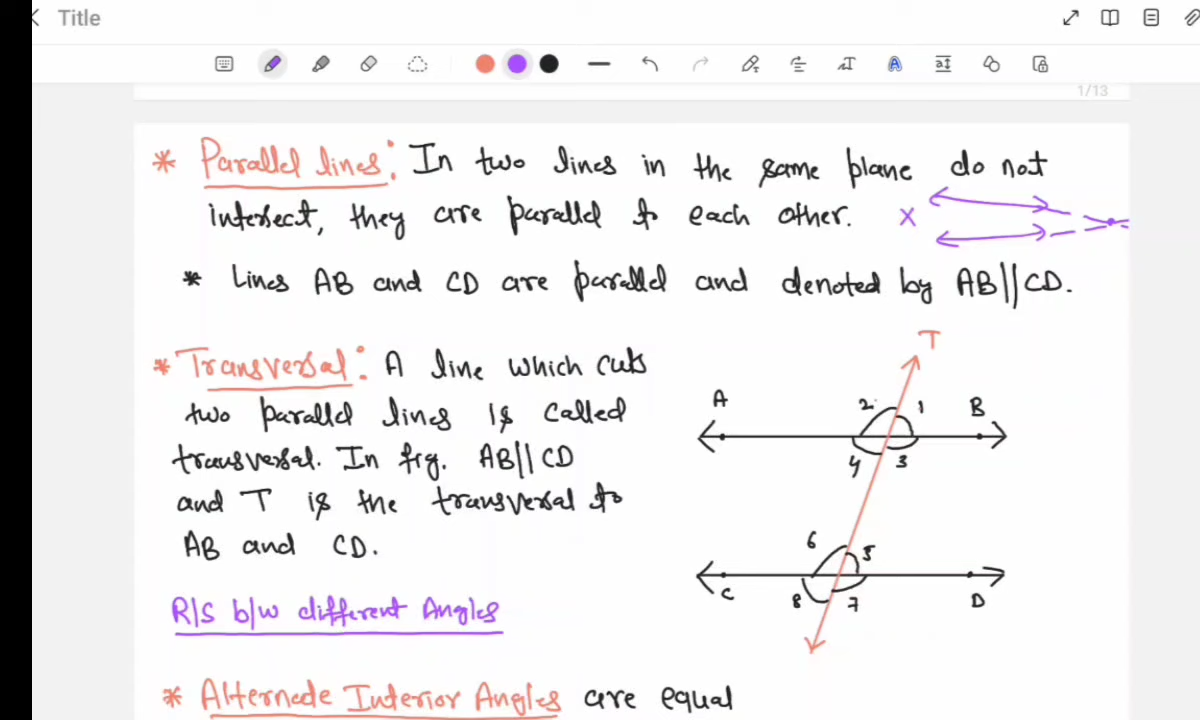 Title
1/13
* Parallel lines: In two lines in the same plane do not
intersect, they are parallel to each other. x
* Lines AB and CD are parallel and denoted by AB||CD.
T
* Transversal: A line which cuts
two parallel lines is called
transversal. In frg. AB||CD
and T is the transversal to
AB and CD.
A 2 1 B
4 3
6 5
C 8 7 D
R/S b/w different Angles
* Alternade Interior Angles are equal